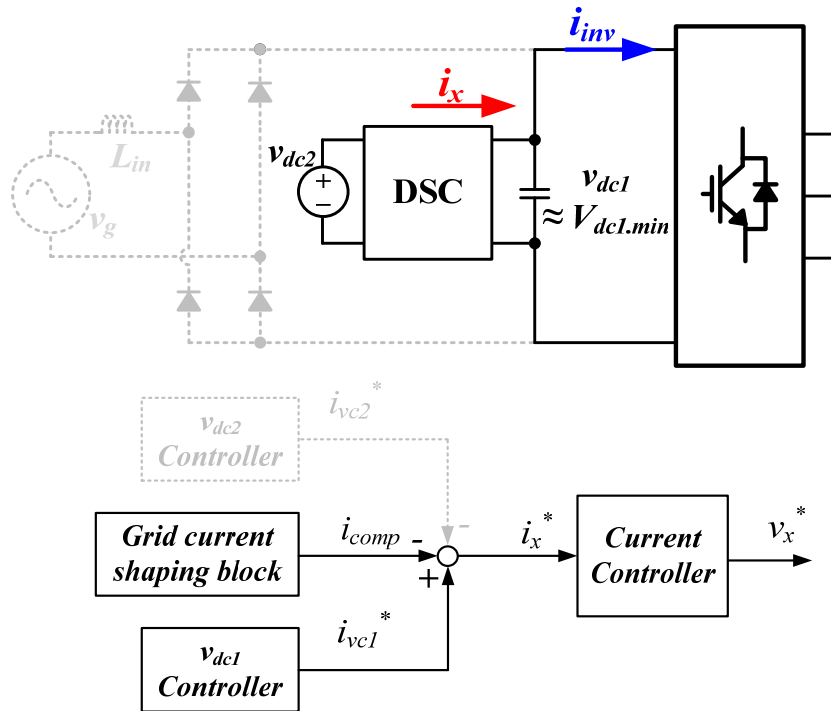 i_inv
i_x
L_in
v_g
v_dc2
+
−
DSC
v_dc1
≈ V_dc1.min
i_vc2*
v_dc2
Controller
-
Grid current
shaping block
i_comp
-
+
i_x*
Current
Controller
v_x*
i_vc1*
v_dc1
Controller